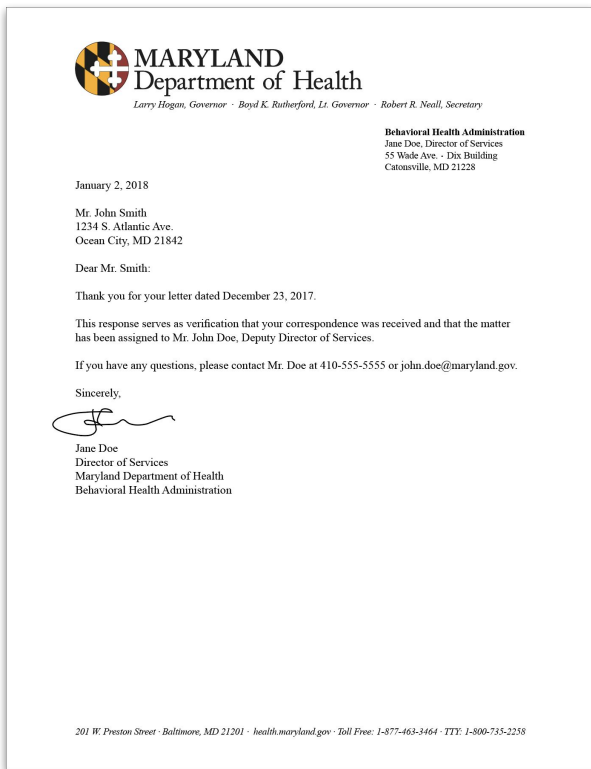 MARYLAND
Department of Health
Larry Hogan, Governor · Boyd K. Rutherford, Lt. Governor · Robert R. Neall, Secretary
Behavioral Health Administration
Jane Doe, Director of Services
55 Wade Ave. - Dix Building
Catonsville, MD 21228
January 2, 2018
Mr. John Smith
1234 S. Atlantic Ave.
Ocean City, MD 21842
Dear Mr. Smith:
Thank you for your letter dated December 23, 2017.
This response serves as verification that your correspondence was received and that the matter
has been assigned to Mr. John Doe, Deputy Director of Services.
If you have any questions, please contact Mr. Doe at 410-555-5555 or john.doe@maryland.gov.
Sincerely,
Jane Doe
Director of Services
Maryland Department of Health
Behavioral Health Administration
201 W. Preston Street · Baltimore, MD 21201 · health.maryland.gov · Toll Free: 1-877-463-3464 · TTY: 1-800-735-2258